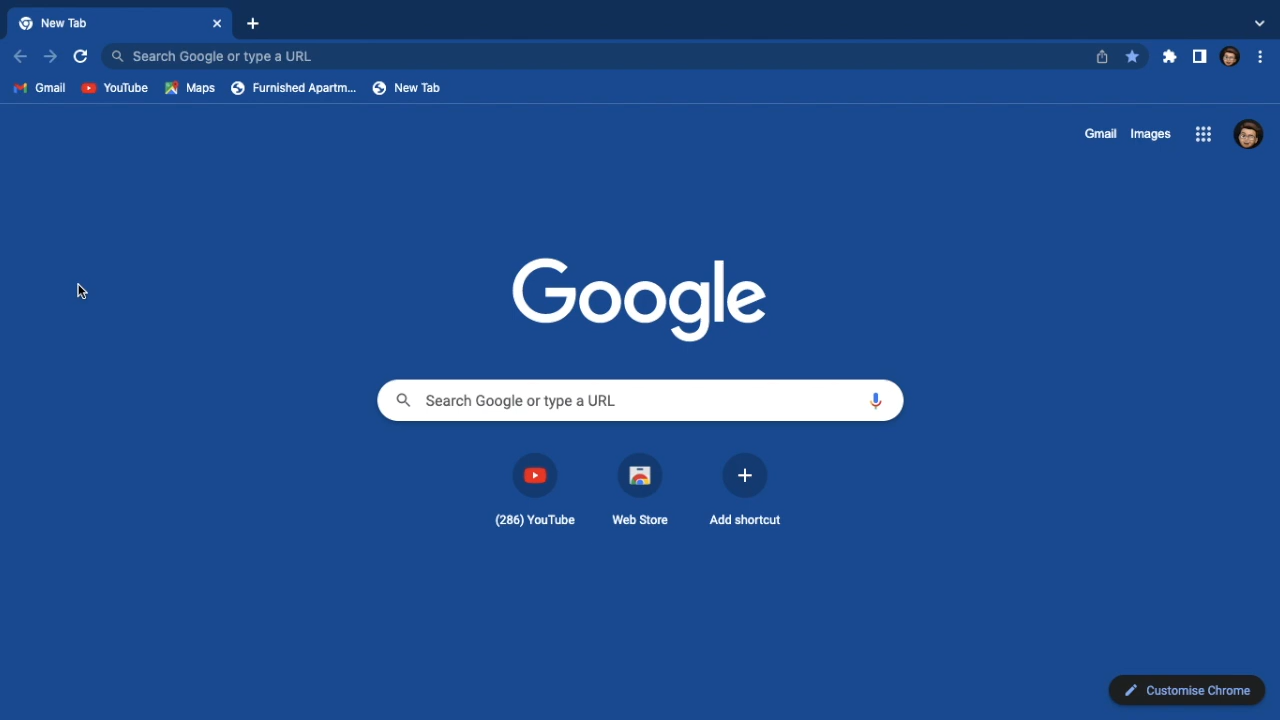 New Tab
Search Google or type a URL
Gmail YouTube Maps Furnished Apartm... New Tab
Gmail Images
Google
Search Google or type a URL
(286) YouTube Web Store Add shortcut
Customise Chrome